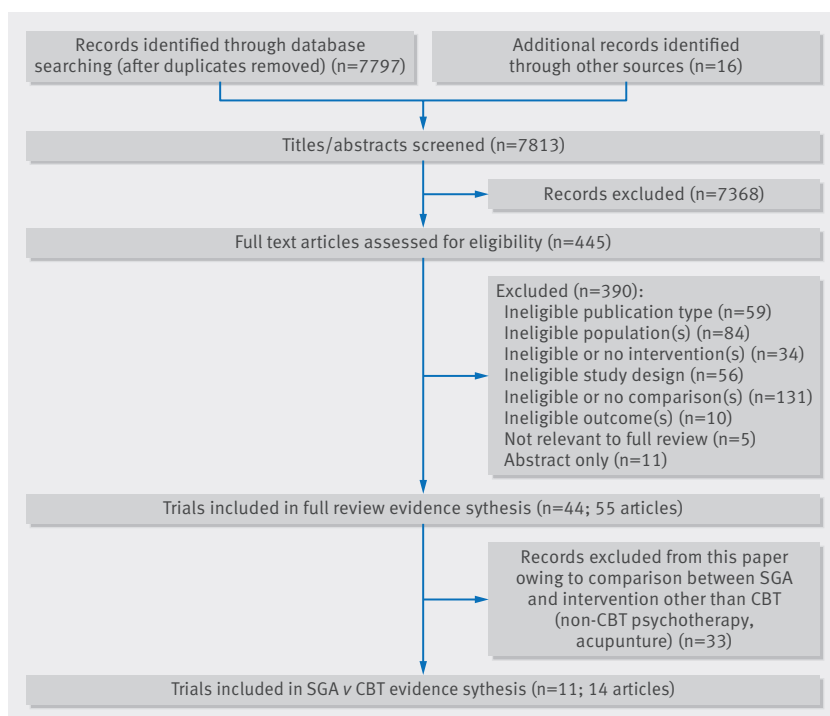 Records identified through database
searching (after duplicates removed) (n=7797)
Additional records identified
through other sources (n=16)
Titles/abstracts screened (n=7813)
Records excluded (n=7368)
Full text articles assessed for eligibility (n=445)
Excluded (n=390):
Ineligible publication type (n=59)
Ineligible population(s) (n=84)
Ineligible or no intervention(s) (n=34)
Ineligible study design (n=56)
Ineligible or no comparison(s) (n=131)
Ineligible outcome(s) (n=10)
Not relevant to full review (n=5)
Abstract only (n=11)
Trials included in full review evidence sythesis (n=44; 55 articles)
Records excluded from this paper
owing to comparison between SGA
and intervention other than CBT
(non-CBT psychotherapy,
acupunture) (n=33)
Trials included in SGA v CBT evidence sythesis (n=11; 14 articles)